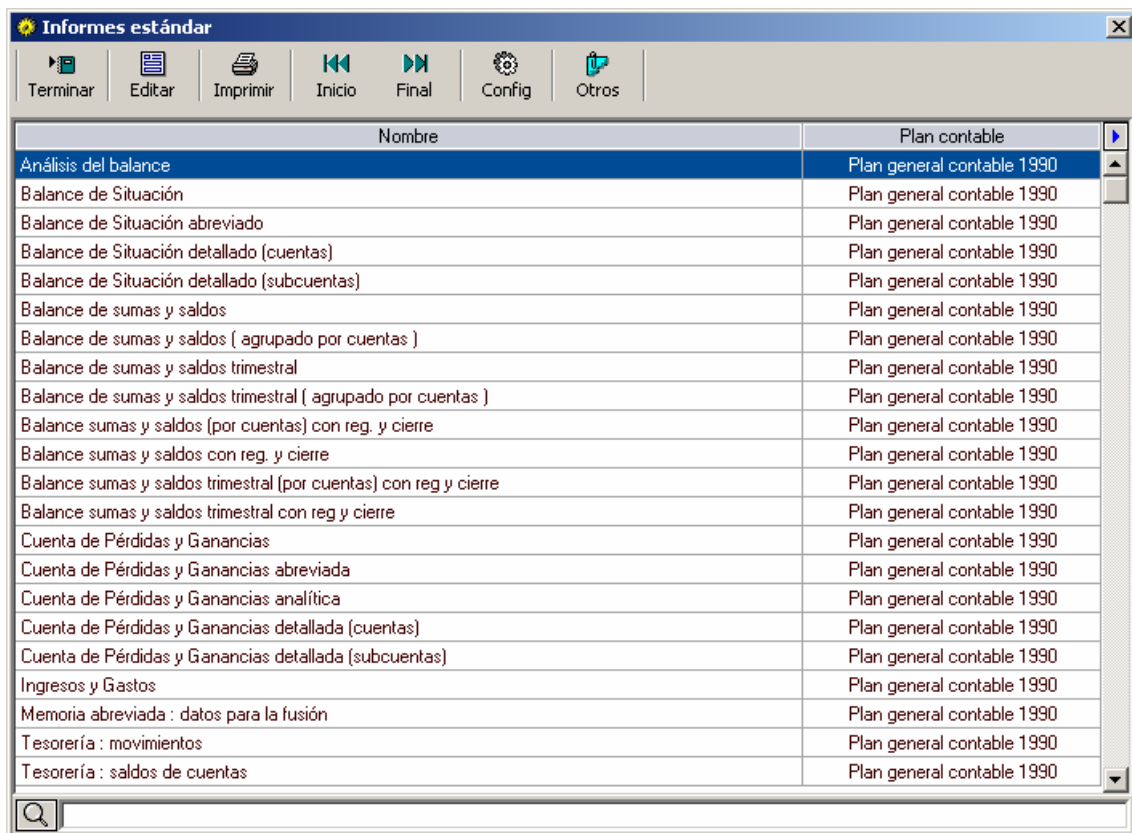 Informes estándar
Terminar Editar Imprimir Inicio Final Config Otros
Nombre Plan contable
Análisis del balance Plan general contable 1990
Balance de Situación Plan general contable 1990
Balance de Situación abreviado Plan general contable 1990
Balance de Situación detallado (cuentas) Plan general contable 1990
Balance de Situación detallado (subcuentas) Plan general contable 1990
Balance de sumas y saldos Plan general contable 1990
Balance de sumas y saldos ( agrupado por cuentas ) Plan general contable 1990
Balance de sumas y saldos trimestral Plan general contable 1990
Balance de sumas y saldos trimestral ( agrupado por cuentas ) Plan general contable 1990
Balance sumas y saldos (por cuentas) con reg. y cierre Plan general contable 1990
Balance sumas y saldos con reg. y cierre Plan general contable 1990
Balance sumas y saldos trimestral (por cuentas) con reg y cierre Plan general contable 1990
Balance sumas y saldos trimestral con reg y cierre Plan general contable 1990
Cuenta de Pérdidas y Ganancias Plan general contable 1990
Cuenta de Pérdidas y Ganancias abreviada Plan general contable 1990
Cuenta de Pérdidas y Ganancias analítica Plan general contable 1990
Cuenta de Pérdidas y Ganancias detallada (cuentas) Plan general contable 1990
Cuenta de Pérdidas y Ganancias detallada (subcuentas) Plan general contable 1990
Ingresos y Gastos Plan general contable 1990
Memoria abreviada : datos para la fusión Plan general contable 1990
Tesorería : movimientos Plan general contable 1990
Tesorería : saldos de cuentas Plan general contable 1990